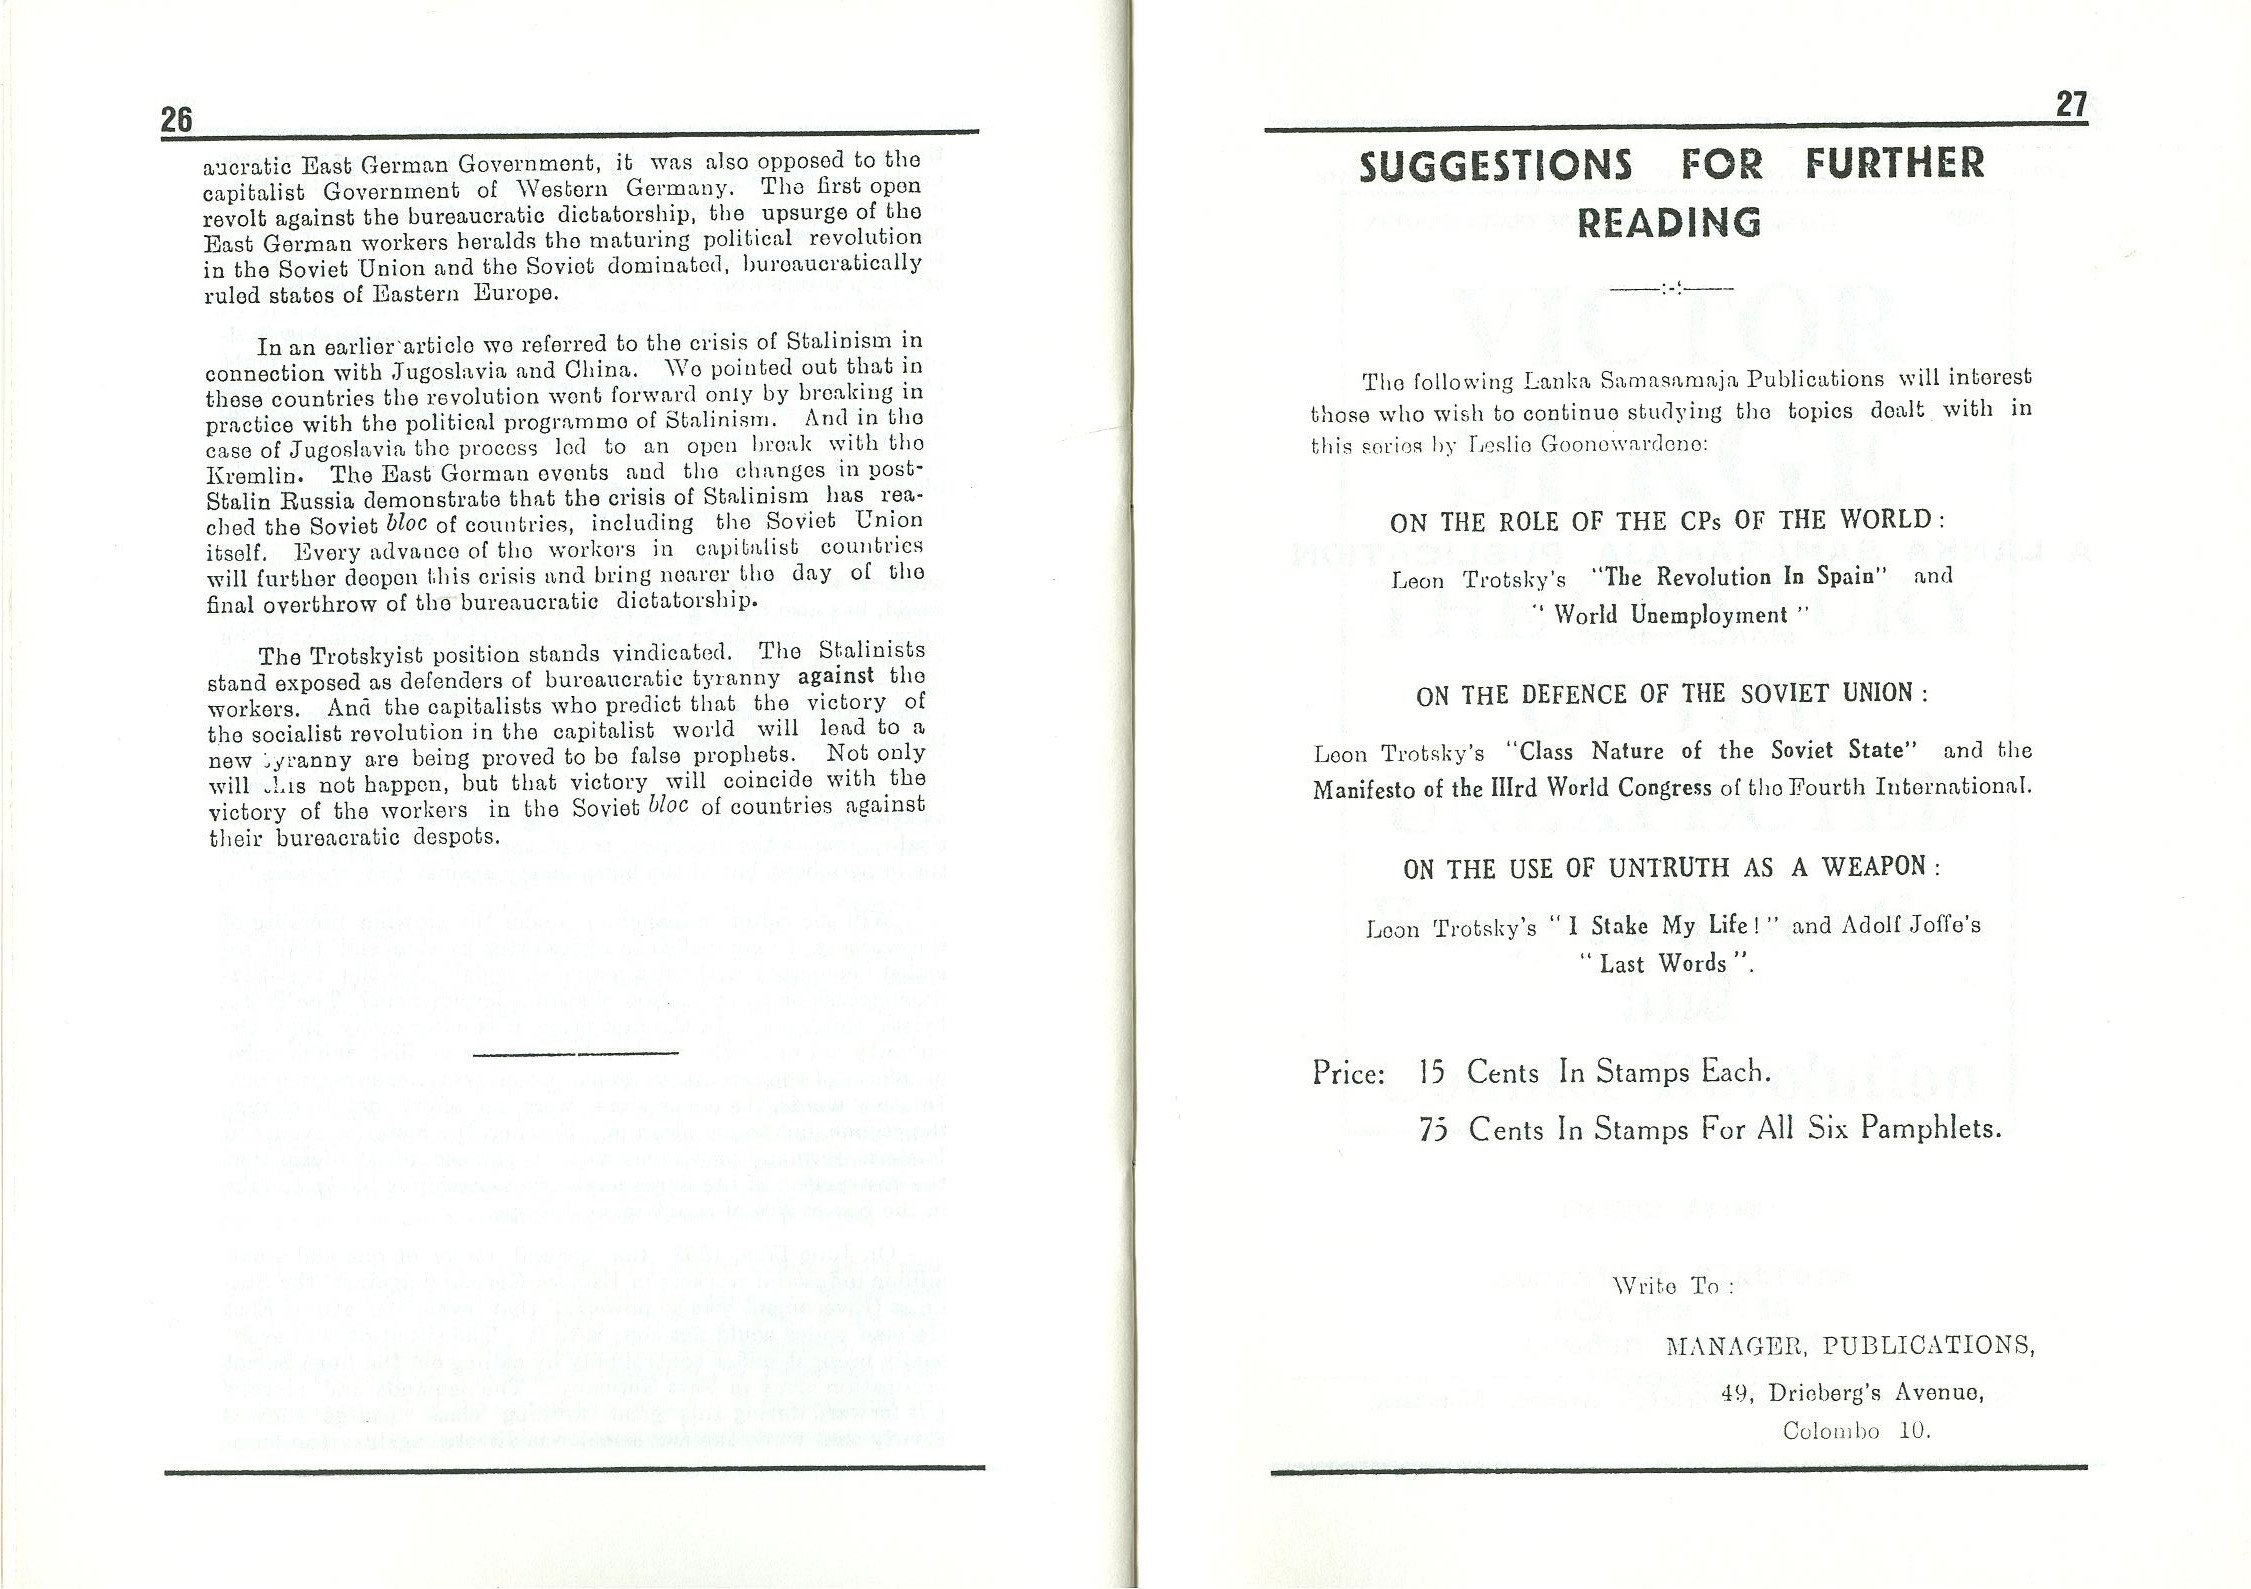 26
aucratic East German Government, it was also opposed to the
capitalist Government of Western Germany. The first open
revolt against the bureaucratic dictatorship, the upsurge of the
East German workers heralds the maturing political revolution
in the Soviet Union and the Soviet dominated, bureaucratically
ruled states of Eastern Europe.
In an earlier article we referred to the crisis of Stalinism in
connection with Jugoslavia and China. We pointed out that in
these countries the revolution went forward only by breaking in
practice with the political programme of Stalinism. And in the
case of Jugoslavia the process led to an open break with the
Kremlin. The East German events and the changes in post-
Stalin Russia demonstrate that the crisis of Stalinism has rea-
ched the Soviet bloc of countries, including the Soviet Union
itself. Every advance of the workers in capitalist countries
will further deepen this crisis and bring nearer the day of the
final overthrow of the bureaucratic dictatorship.
The Trotskyist position stands vindicated. The Stalinists
stand exposed as defenders of bureaucratic tyranny against the
workers. And the capitalists who predict that the victory of
the socialist revolution in the capitalist world will lead to a
new tyranny are being proved to be false prophets. Not only
will this not happen, but that victory will coincide with the
victory of the workers in the Soviet bloc of countries against
their bureacratic despots.
27
SUGGESTIONS FOR FURTHER
READING
The following Lanka Samasamaja Publications will interest
those who wish to continue studying the topics dealt with in
this series by Leslie Goonewardene:
ON THE ROLE OF THE CPs OF THE WORLD :
Leon Trotsky's "The Revolution In Spain" and
" World Unemployment "
ON THE DEFENCE OF THE SOVIET UNION :
Leon Trotsky's "Class Nature of the Soviet State" and the
Manifesto of the IIIrd World Congress of the Fourth International.
ON THE USE OF UNTRUTH AS A WEAPON :
Leon Trotsky's " I Stake My Life! " and Adolf Joffe's
" Last Words ".
Price: 15 Cents In Stamps Each.
75 Cents In Stamps For All Six Pamphlets.
Write To :
MANAGER, PUBLICATIONS,
49, Drieberg's Avenue,
Colombo 10.